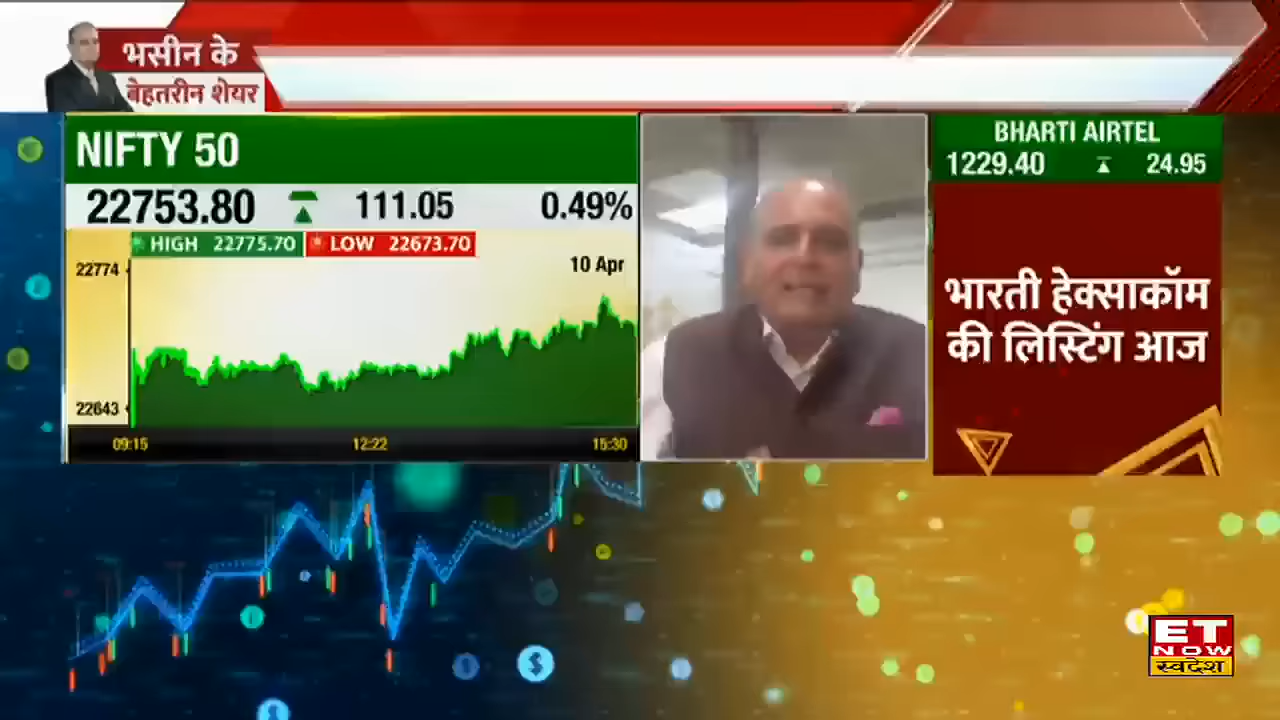 भसीन के
बेहतरीन शेयर
NIFTY 50
22753.80 111.05 0.49%
HIGH 22775.70 LOW 22673.70
22774
10 Apr
22643
09:15 12:22 15:30
BHARTI AIRTEL
1229.40 24.95
भारती हेक्साकॉम
की लिस्टिंग आज
ET
NOW
स्वदेश